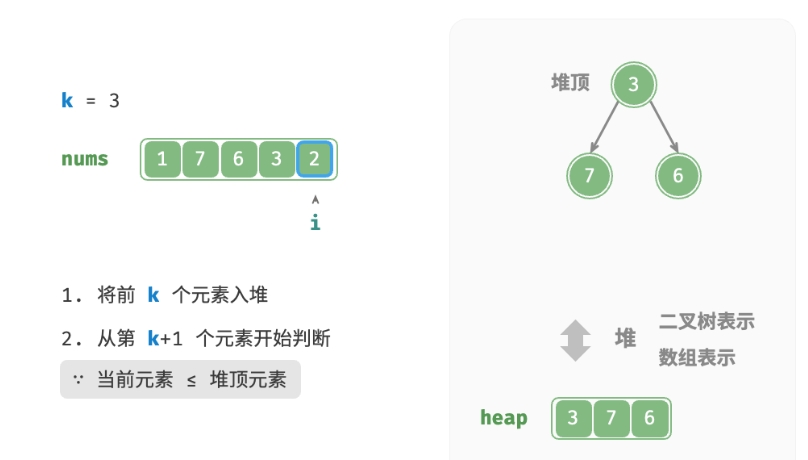 k = 3
nums 1 7 6 3 2
i
1. 将前 k 个元素入堆
2. 从第 k+1 个元素开始判断
∵ 当前元素 ≤ 堆顶元素
堆顶 3
7 6
堆 二叉树表示
数组表示
heap 3 7 6